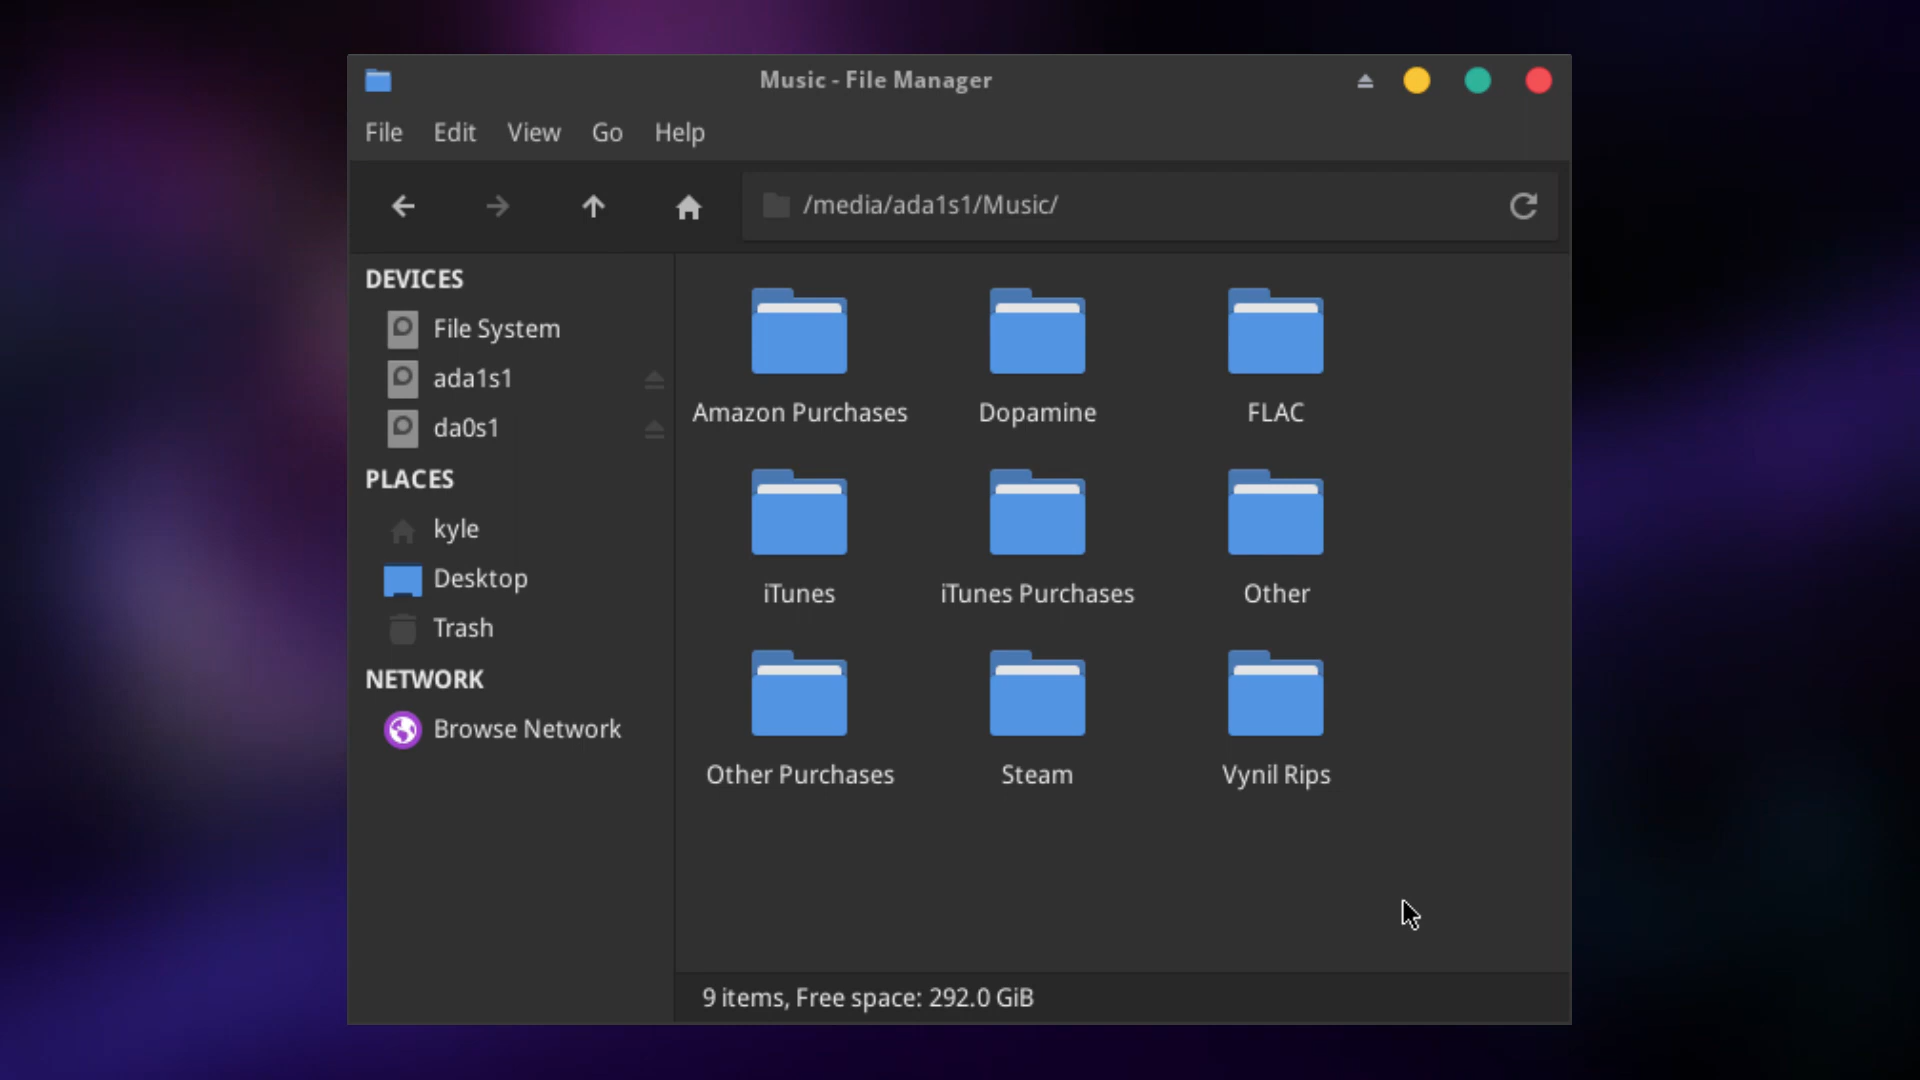 Music - File Manager
File Edit View Go Help
/media/ada1s1/Music/
DEVICES
File System
ada1s1
da0s1
PLACES
kyle
Desktop
Trash
NETWORK
Browse Network
Amazon Purchases Dopamine FLAC
iTunes iTunes Purchases Other
Other Purchases Steam Vynil Rips
9 items, Free space: 292.0 GiB